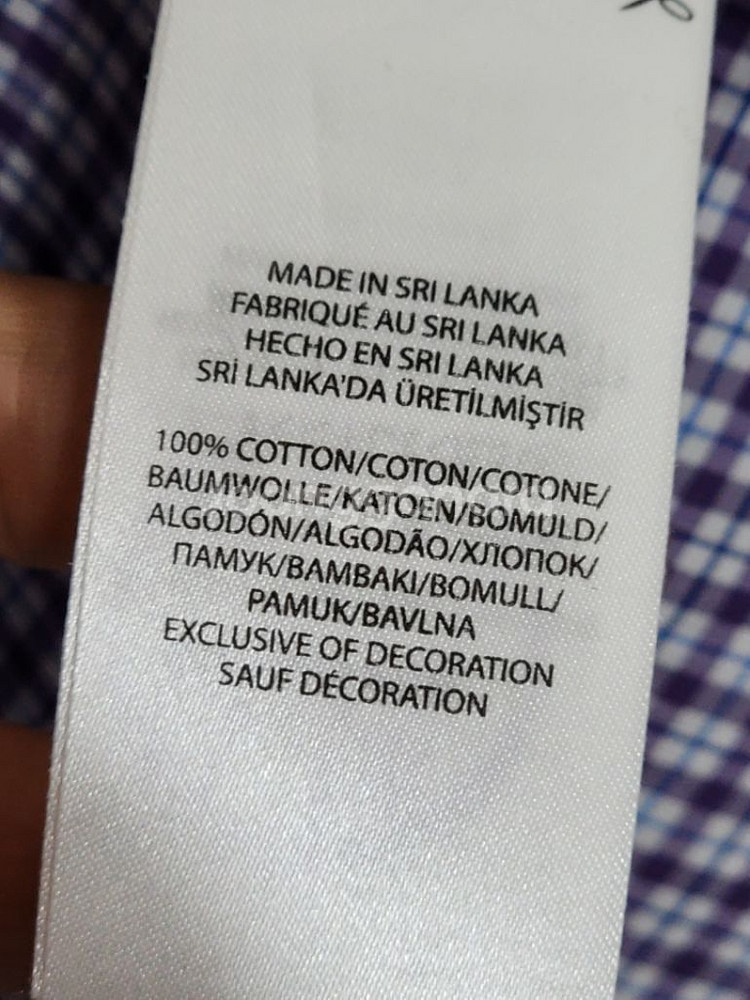 MADE IN SRI LANKA
FABRIQUÉ AU SRI LANKA
HECHO EN SRI LANKA
SRİ LANKA'DA ÜRETİLMİŞTİR
100% COTTON/COTON/COTONE/
BAUMWOLLE/KATOEN/BOMULD/
ALGODÓN/ALGODÃO/ХЛОПОК/
ПАМУК/BAMBAKI/BOMULL/
PAMUK/BAVLNA
EXCLUSIVE OF DECORATION
SAUF DÉCORATION